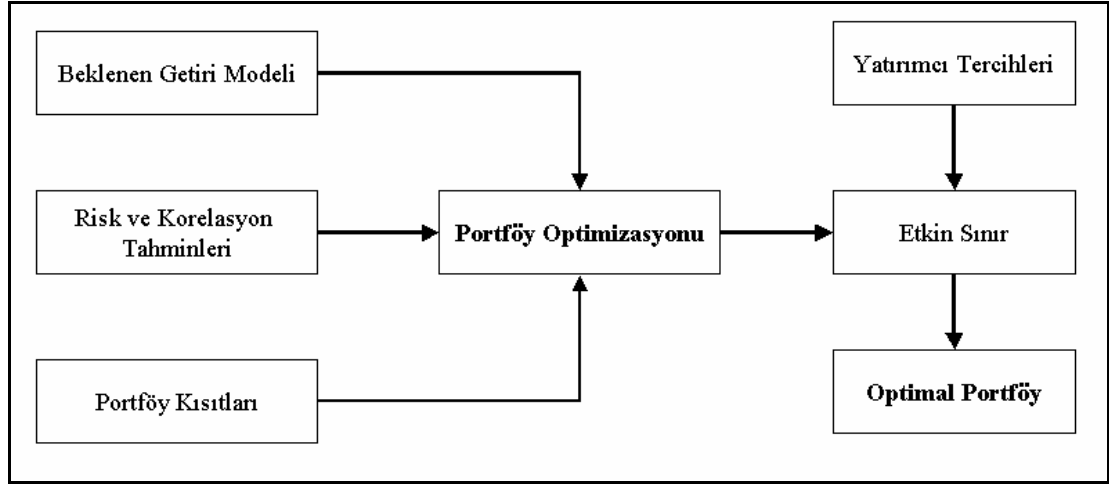 Beklenen Getiri Modeli
Yatırımcı Tercihleri
Risk ve Korelasyon
Tahminleri
Portföy Optimizasyonu
Etkin Sınır
Portföy Kısıtları
Optimal Portföy